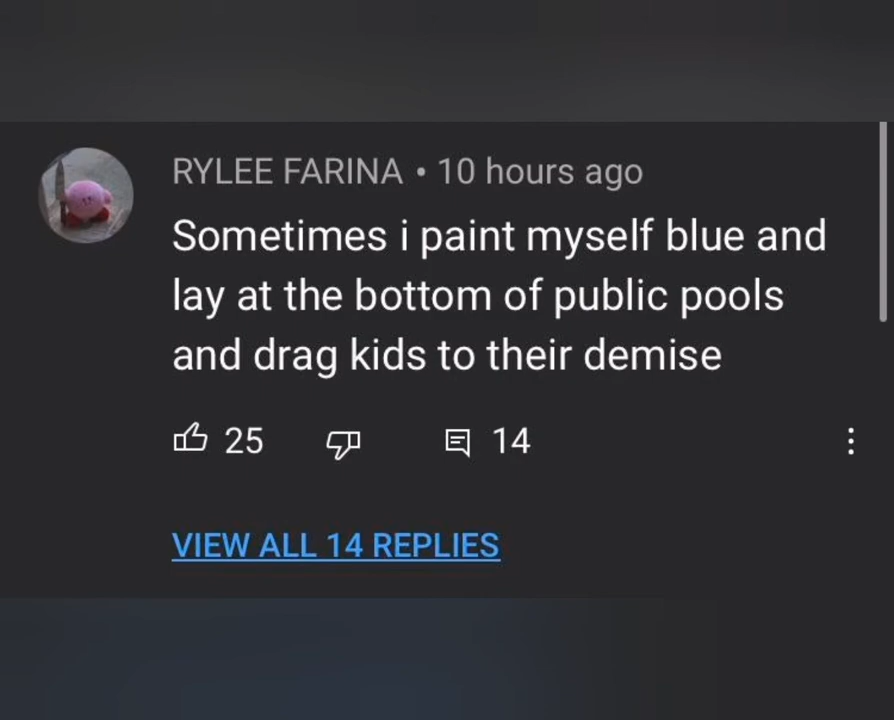 RYLEE FARINA • 10 hours ago
Sometimes i paint myself blue and
lay at the bottom of public pools
and drag kids to their demise
25 14
VIEW ALL 14 REPLIES